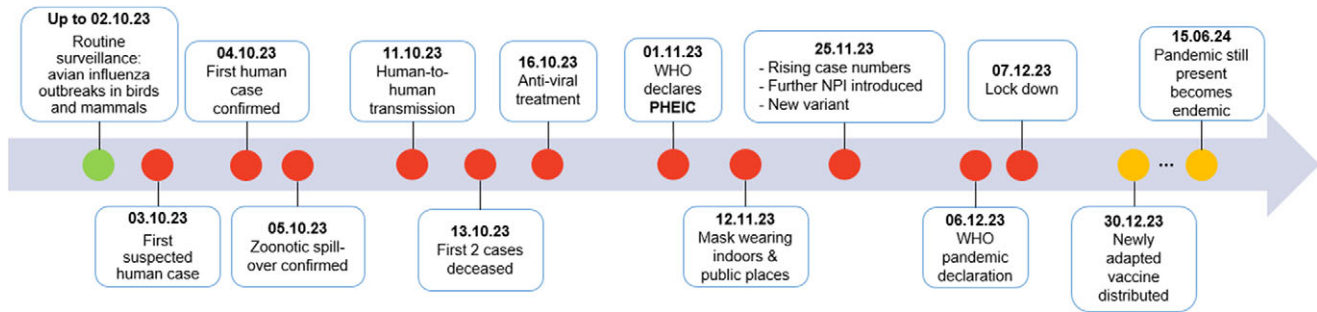 Up to 02.10.23
Routine
surveillance:
avian influenza
outbreaks in birds
and mammals
03.10.23
First
suspected
human case
04.10.23
First human
case
confirmed
05.10.23
Zoonotic spill-
over confirmed
11.10.23
Human-to-
human
transmission
13.10.23
First 2 cases
deceased
16.10.23
Anti-viral
treatment
01.11.23
WHO
declares
PHEIC
12.11.23
Mask wearing
indoors &
public places
25.11.23
- Rising case numbers
- Further NPI introduced
- New variant
06.12.23
WHO
pandemic
declaration
07.12.23
Lock down
30.12.23
Newly
adapted
vaccine
distributed
...
15.06.24
Pandemic still
present
becomes
endemic